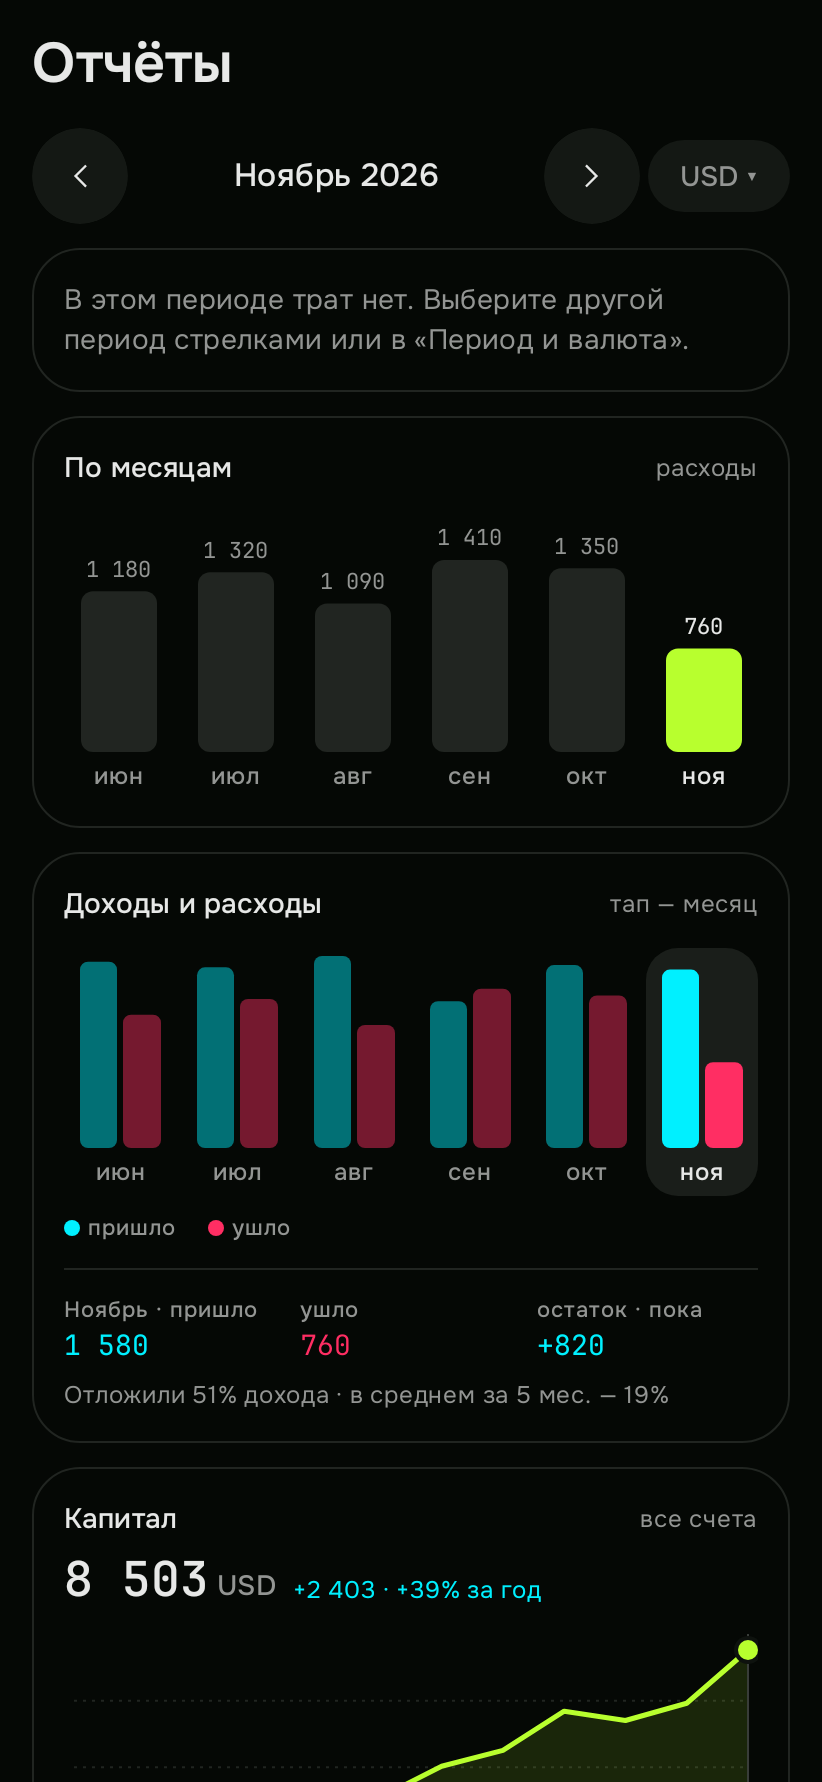 Отчёты
Ноябрь 2026
USD ▾
В этом периоде трат нет. Выберите другой
период стрелками или в «Период и валюта».
По месяцам
расходы
1 180
1 320
1 090
1 410
1 350
760
июн
июл
авг
сен
окт
ноя
Доходы и расходы
тап — месяц
июн
июл
авг
сен
окт
ноя
пришло
ушло
Ноябрь · пришло
ушло
остаток · пока
1 580
760
+820
Отложили 51% дохода · в среднем за 5 мес. — 19%
Капитал
все счета
8 503 USD
+2 403 · +39% за год